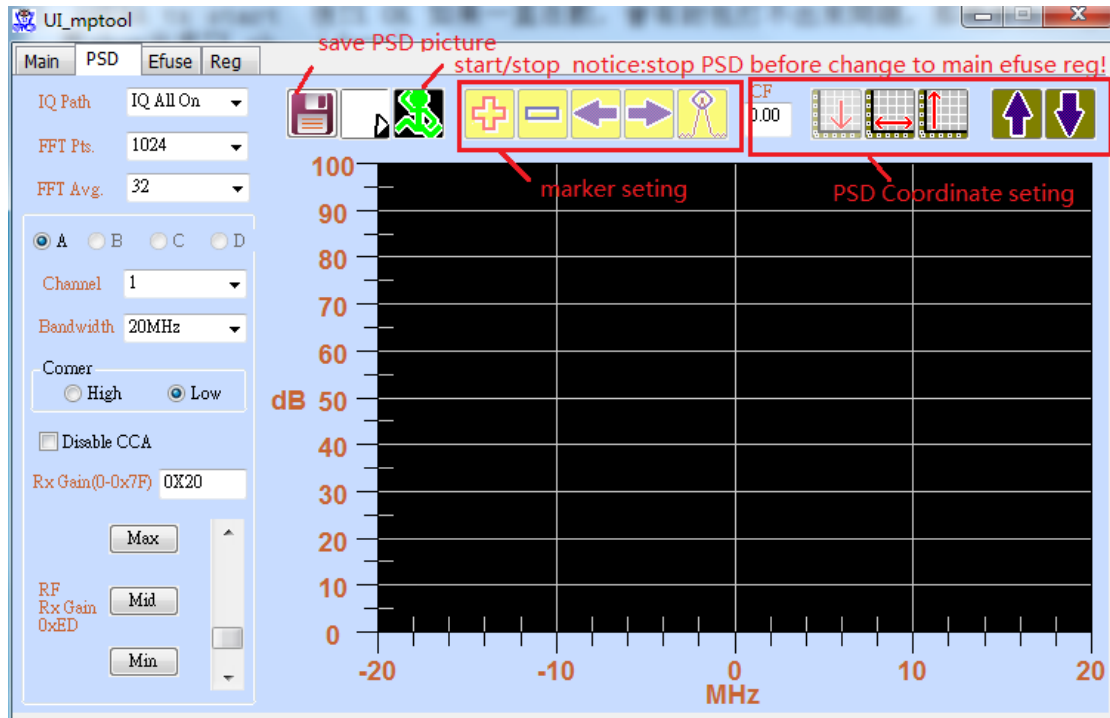 UI_mptool
save PSD picture
Main PSD Efuse Reg
start/stop notice:stop PSD before change to main efuse reg!
IQ Path IQ All On
CF
0.00
FFT Pts. 1024
FFT Avg. 32
marker seting
PSD Coordinate seting
A B C D
Channel 1
Bandwidth 20MHz
Corner
High Low
Disable CCA
Rx Gain(0-0x7F) 0X20
Max
RF
Rx Gain
0xED
Mid
Min
100
90
80
70
60
dB 50
40
30
20
10
0
-20 -10 0 10 20
MHz